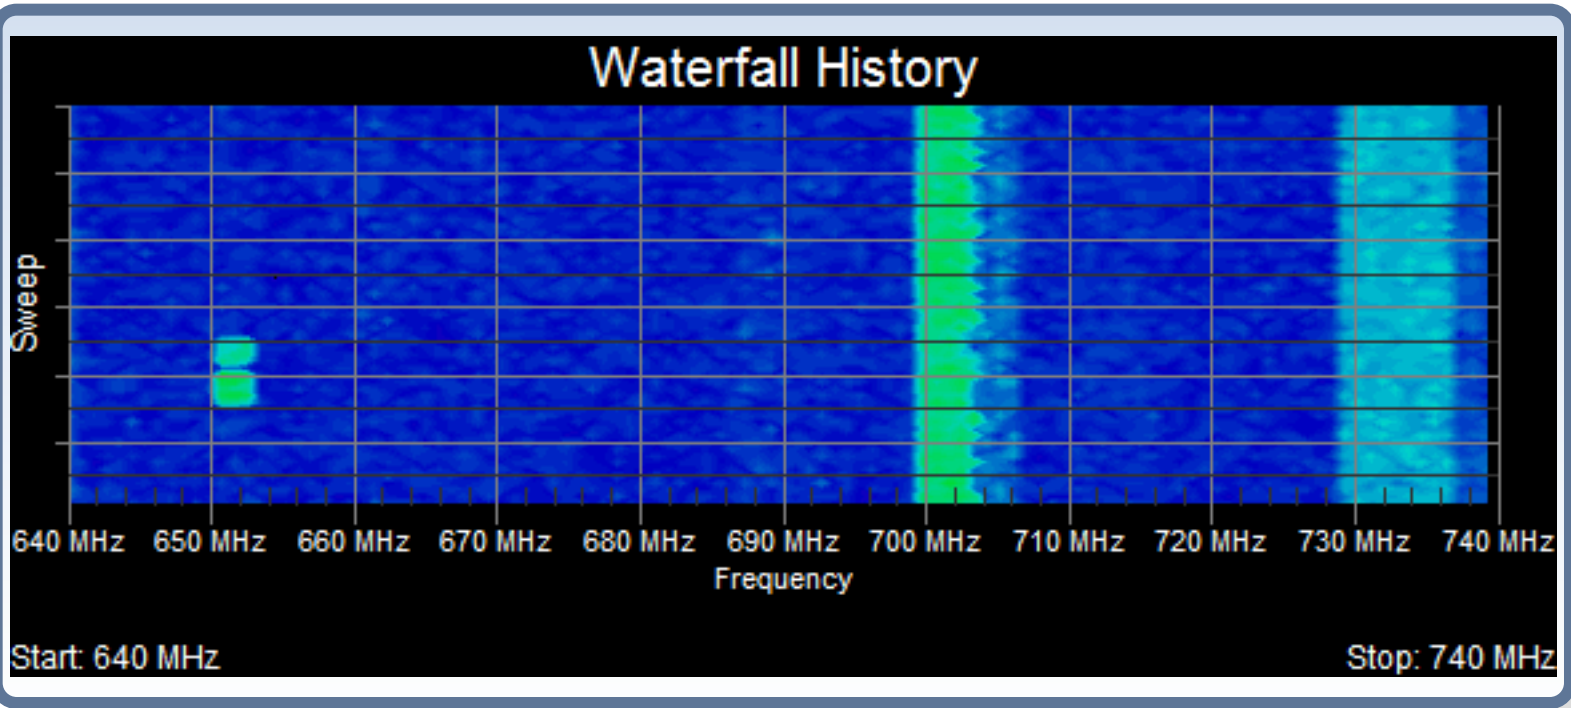 Waterfall History
Sweep
640 MHz 650 MHz 660 MHz 670 MHz 680 MHz 690 MHz 700 MHz 710 MHz 720 MHz 730 MHz 740 MHz
Frequency
Start: 640 MHz Stop: 740 MHz